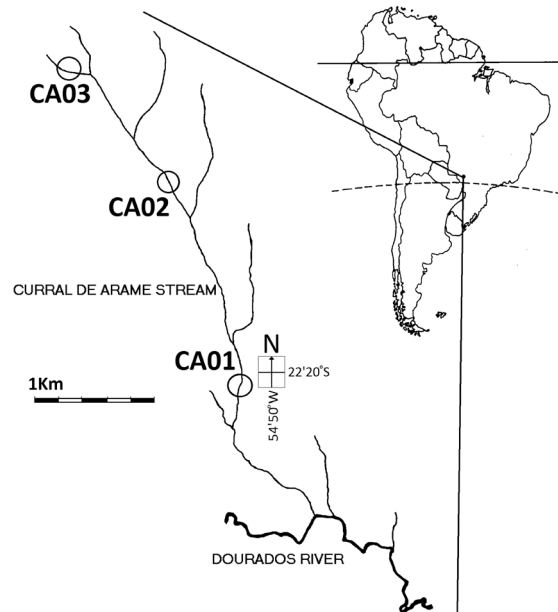 CA03
CA02
CURRAL DE ARAME STREAM
CA01
N
22'20°S
54'50°W
1Km
DOURADOS RIVER